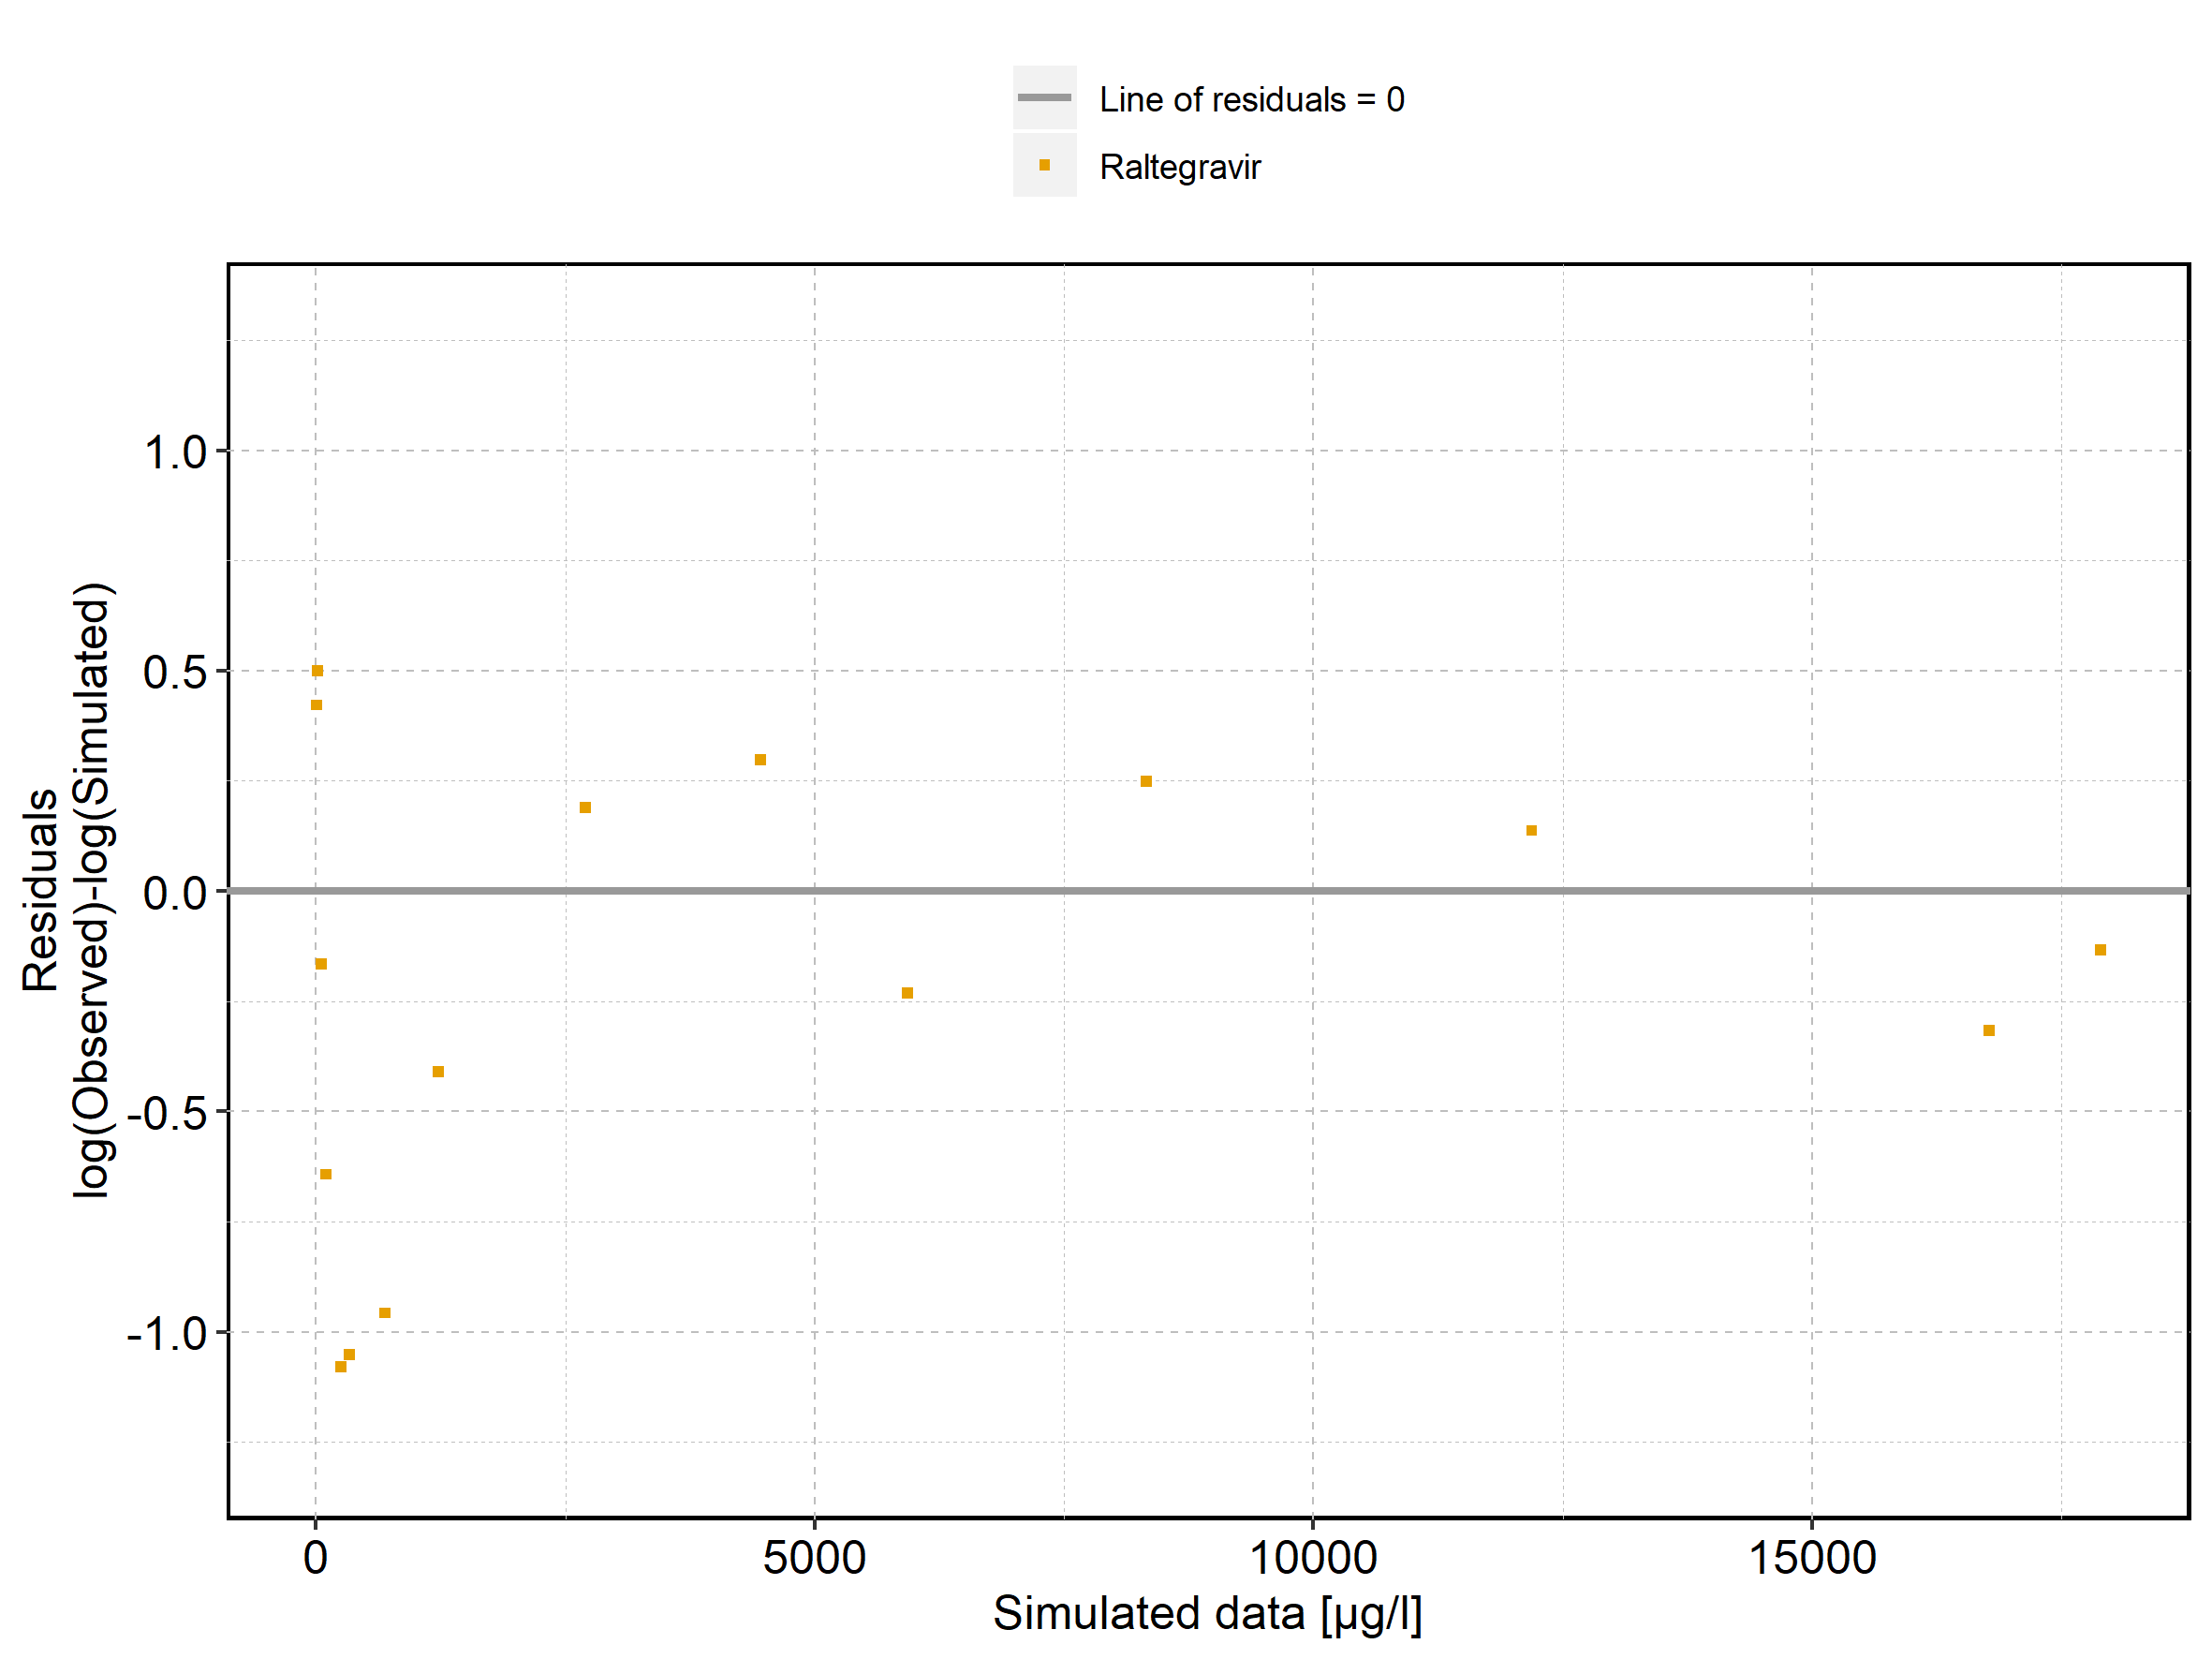 Line of residuals = 0
Raltegravir
Residuals
log(Observed)-log(Simulated)
1.0
0.5
0.0
-0.5
-1.0
0
5000
10000
15000
Simulated data [µg/l]